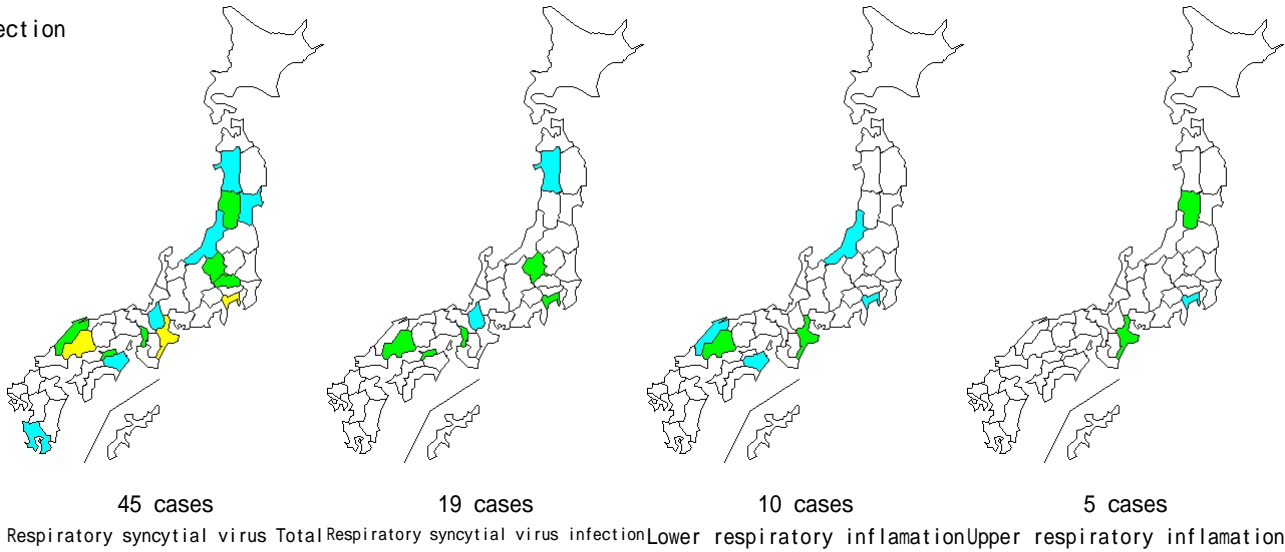 ection
45 cases
19 cases
10 cases
5 cases
Respiratory syncytial virus Total
Respiratory syncytial virus infection
Lower respiratory inflamation
Upper respiratory inflamation